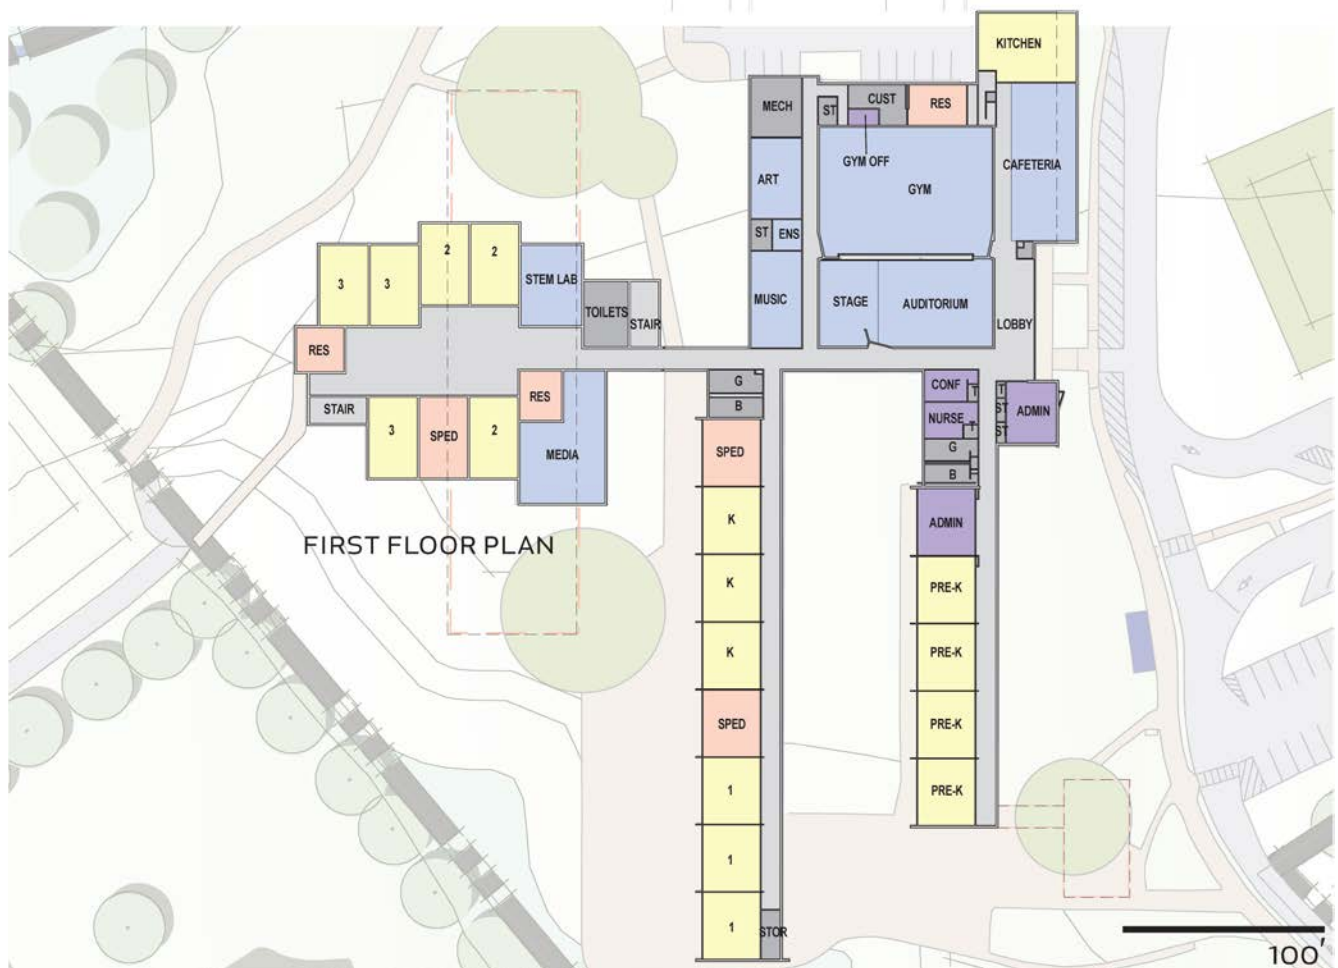 KITCHEN
MECH
ST
CUST
RES
GYM OFF
ART
GYM
CAFETERIA
ST
ENS
2
2
3
3
STEM LAB
TOILETS
STAIR
MUSIC
STAGE
AUDITORIUM
LOBBY
RES
STAIR
3
SPED
2
RES
MEDIA
G
B
CONF
T
T
NURSE
T
ST
ST
ADMIN
G
B
SPED
K
K
K
SPED
1
1
1
STOR
ADMIN
PRE-K
PRE-K
PRE-K
PRE-K
FIRST FLOOR PLAN
100'